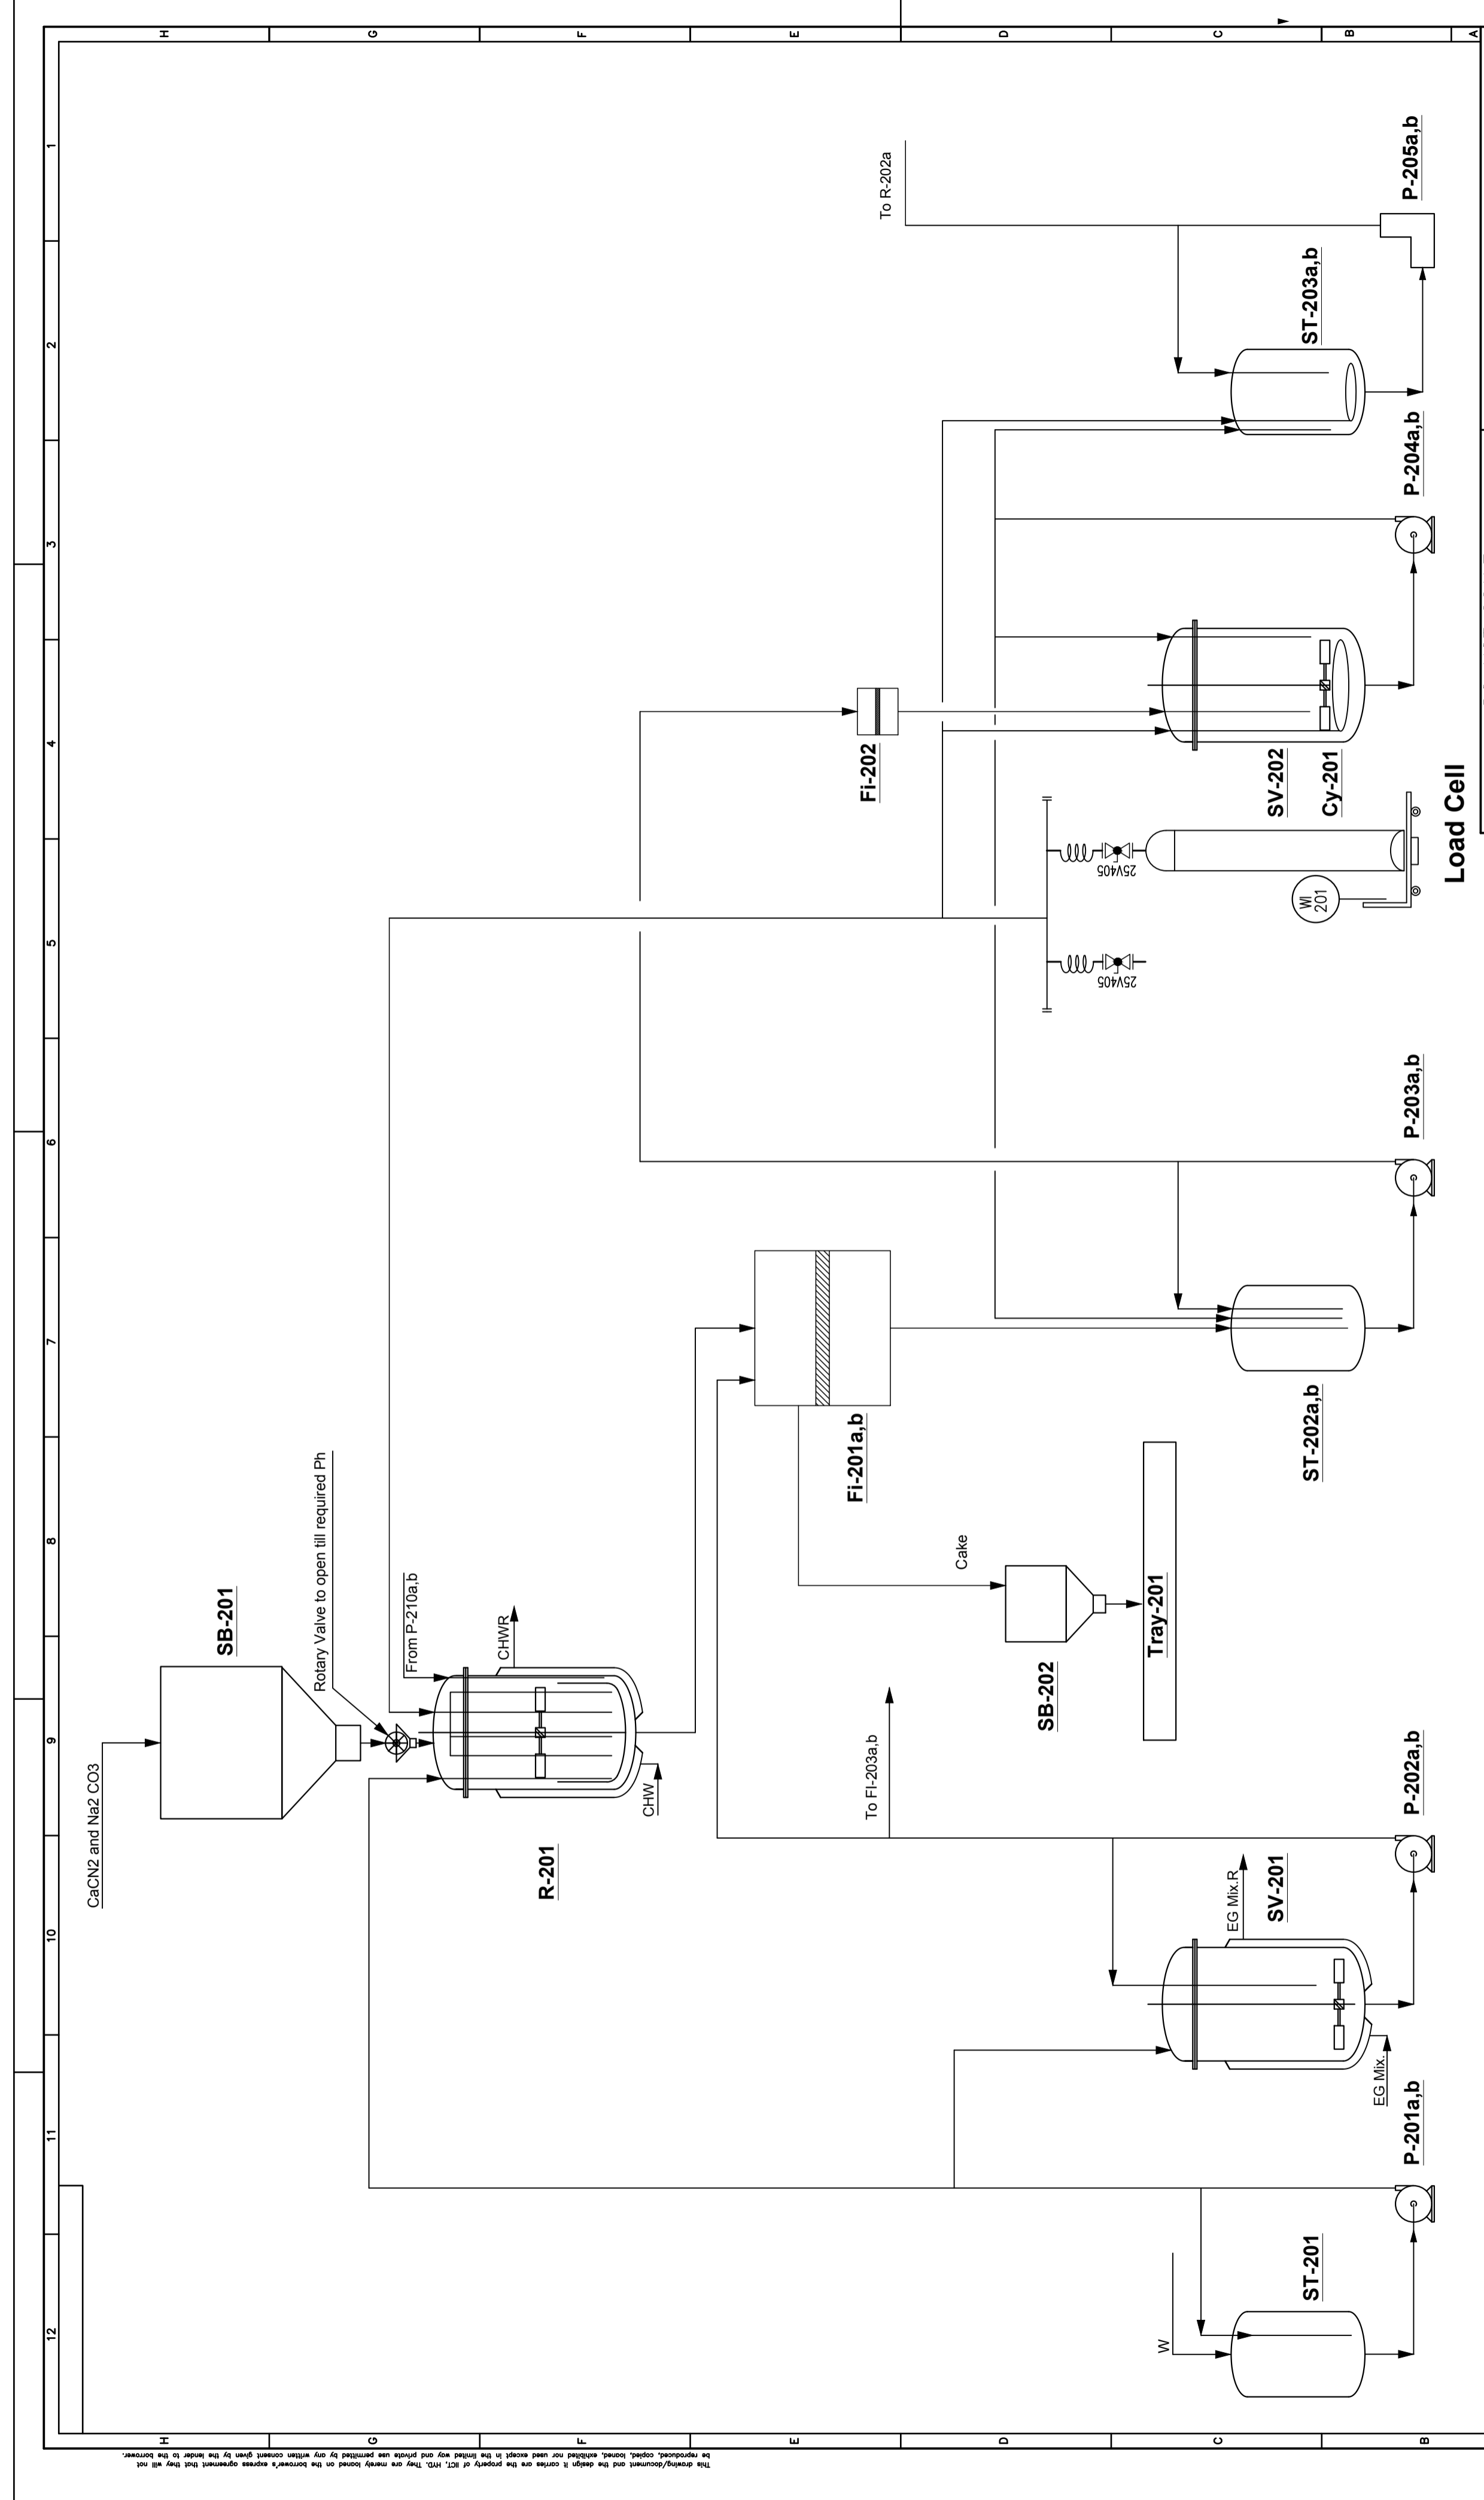 H
G
F
E
D
C
B
A
1
2
3
4
5
6
7
8
9
10
11
12
CaCN2 and Na2 CO3
SB-201
Rotary Valve to open till required Ph
From P-210a,b
CHWR
CHW
R-201
To R-202a
Fi-202
Fi-201a,b
Cake
SB-202
Tray-201
To FI-203a,b
25V405
25V405
WI
201
Load Cell
W
ST-201
P-201a,b
EG Mix.
EG Mix.R
SV-201
P-202a,b
ST-202a,b
P-203a,b
SV-202
Cy-201
P-204a,b
ST-203a,b
P-205a,b
H
G
F
E
D
C
B
This drawing/document and the design it carries are the property of IICT, HYD. They are merely loaned on the borrower's express agreement that they will not
be reproduced, copied, loaned, exhibited nor used except in the limited way and private use permitted by any written consent given by the lender to the borrower.